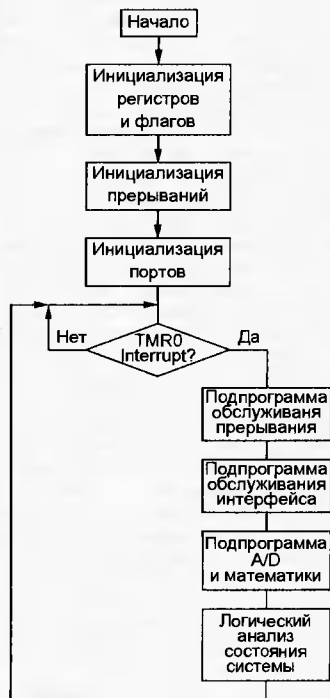 Начало
Инициализация
регистров
и флагов
Инициализация
прерываний
Инициализация
портов
Нет
TMR0
Interrupt?
Да
Подпрограмма
обслуживаня
прерывания
Подпрограмма
обслуживания
интерфейса
Подпрограмма
A/D
и математики
Логический
анализ
состояния
системы